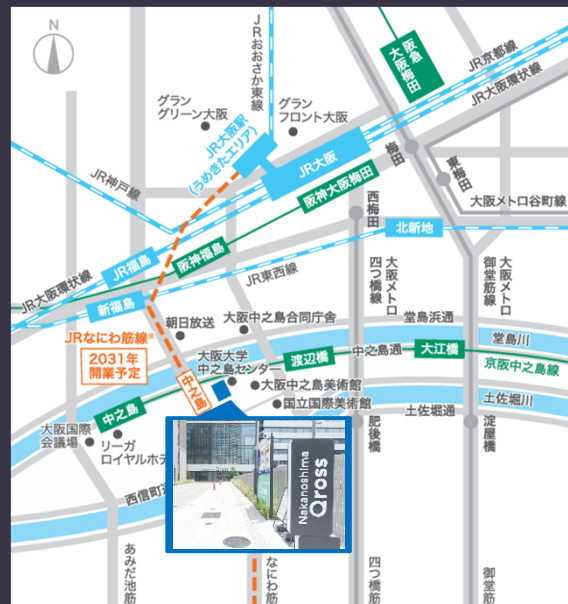 N
JRおおさか東線
阪急
大阪梅田
JR京都線
JR大阪環状線
グラン
グリーン大阪
グラン
フロント大阪
JR大阪駅
(うめきたエリア)
JR大阪
梅田
東梅田
JR神戸線
阪神大阪梅田
西梅田
大阪メトロ谷町線
北新地
阪神福島
JR福島
JR大阪環状線
新福島
JR東西線
大阪メトロ
四つ橋線
大阪メトロ
御堂筋線
JRなにわ筋線※
2031年
開業予定
朝日放送
大阪中之島合同庁舎
堂島浜通
堂島川
大阪大学
中之島センター
渡辺橋
中之島通
大江橋
京阪中之島線
中之島
中之島
大阪中之島美術館
国立国際美術館
土佐堀川
土佐堀通
大阪国際
会議場
リーガ
ロイヤルホテ
肥後橋
淀屋橋
西信町
Nakanoshima
Qross
あみだ池筋
なにわ筋
四つ橋筋
御堂筋